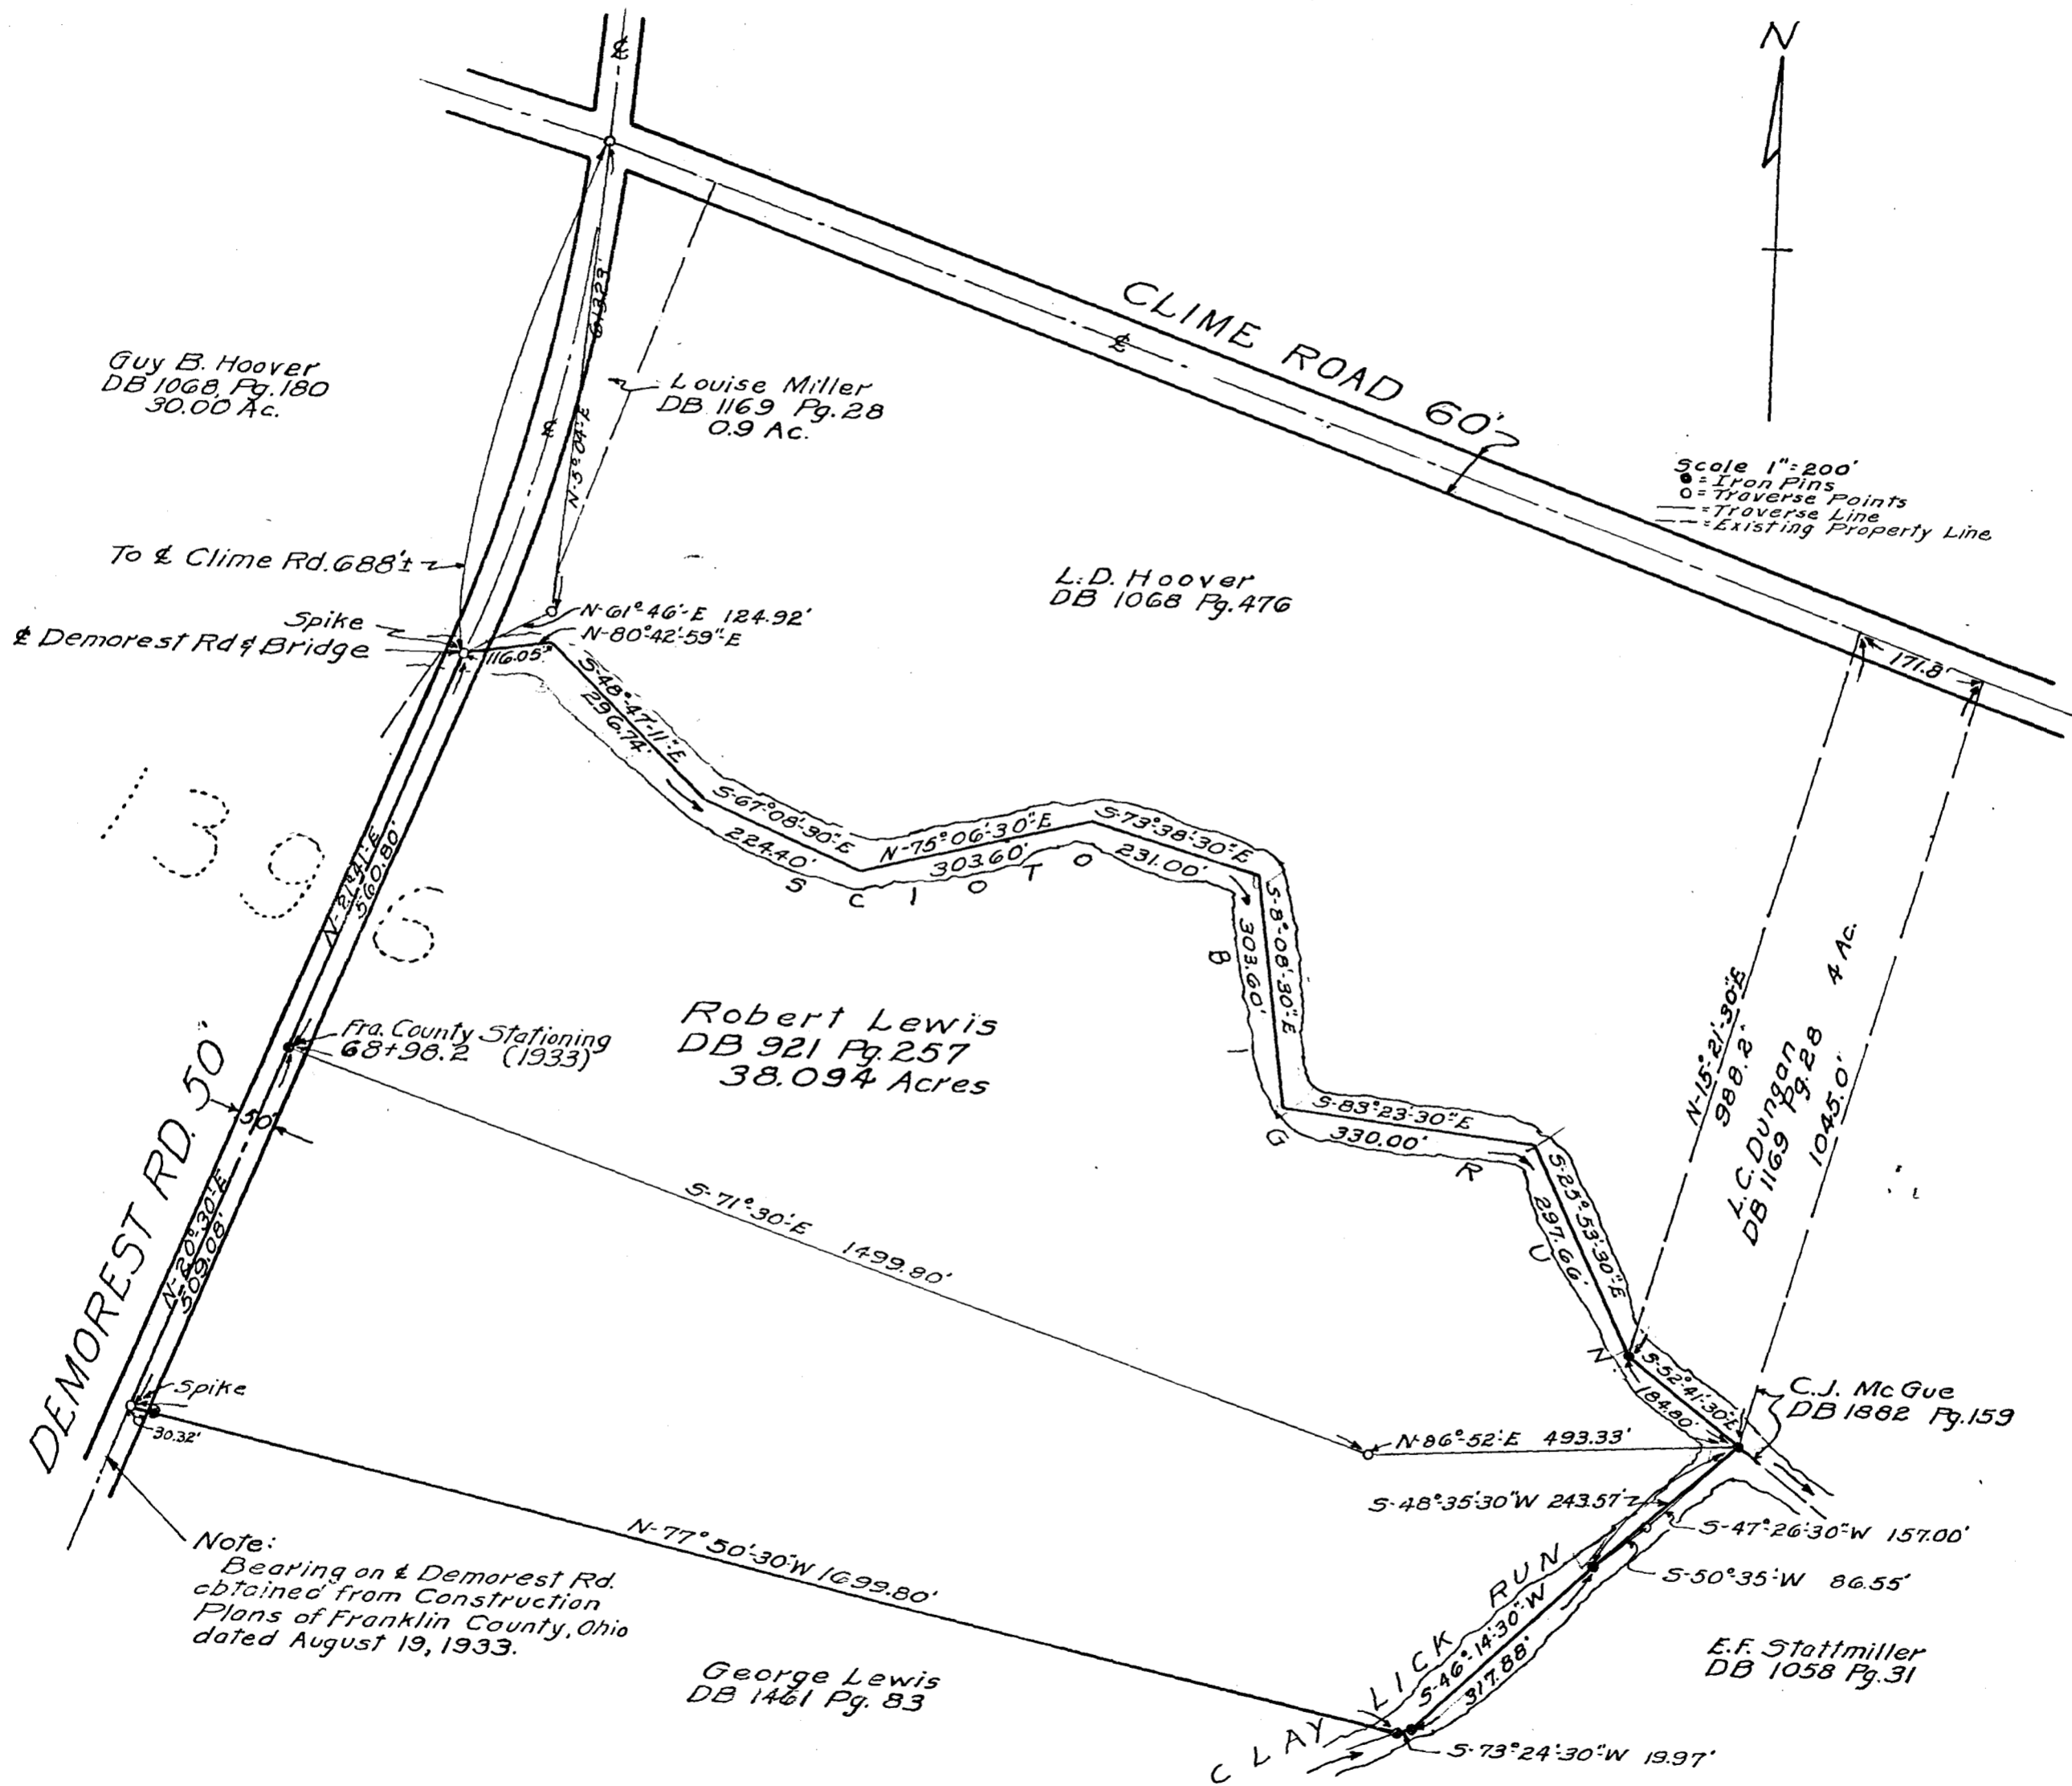 N
CLIME ROAD 60'
Guy B. Hoover
DB 1068, Pg. 180
30.00 Ac.
Louise Miller
DB 1169 Pg. 28
0.9 Ac.
613.23'
N-5°04'-E
Scale 1"=200'
●=Iron Pins
○=Traverse Points
—=Traverse Line
---=Existing Property Line
To ℄ Clime Rd. 688'±
Spike
℄ Demorest Rd & Bridge
N-61°46'-E 124.92'
N-80°42'-59"-E
116.05'
L.D. Hoover
DB 1068 Pg. 476
171.8'
S-48°-47'-11"-E
296.74'
S-67°08'-30"-E
224.40'
N-75°06'-30"E
303.60'
S-73°38'-30"E
231.00'
S-8°-08'-30"E
303.60'
S-83°23'-30"E
330.00'
S-25°-53'-30"E
297.66'
S-52°41'-30"E
184.80'
SCIOTO BIG RUN
1396
N-21°41'-E
560.80'
Fra. County Stationing
68+98.2 (1933)
Robert Lewis
DB 921 Pg. 257
38.094 Acres
N-15°-21'-30"E
988.2'
L.C. Dungan 4 Ac.
DB 1169 Pg. 28
1045.0'
DEMOREST RD. 50'
50'
N-20°-30'-E
509.08'
S-71°-30'-E 1499.80'
N-86°-52'-E 493.33'
C.J. McGue
DB 1882 Pg. 159
Spike
30.32'
S-48°35'-30"W 243.57'
S-47°26'-30"-W 157.00'
S-50°35'-W 86.55'
N-77°50'-30"W 1699.80'
Note:
Bearing on ℄ Demorest Rd.
obtained from Construction
Plans of Franklin County, Ohio
dated August 19, 1933.
George Lewis
DB 1461 Pg. 83
CLAY LICK RUN
S-46°-14'-30"W
317.88'
E.F. Stattmiller
DB 1058 Pg. 31
S-73°24'-30"W 19.97'